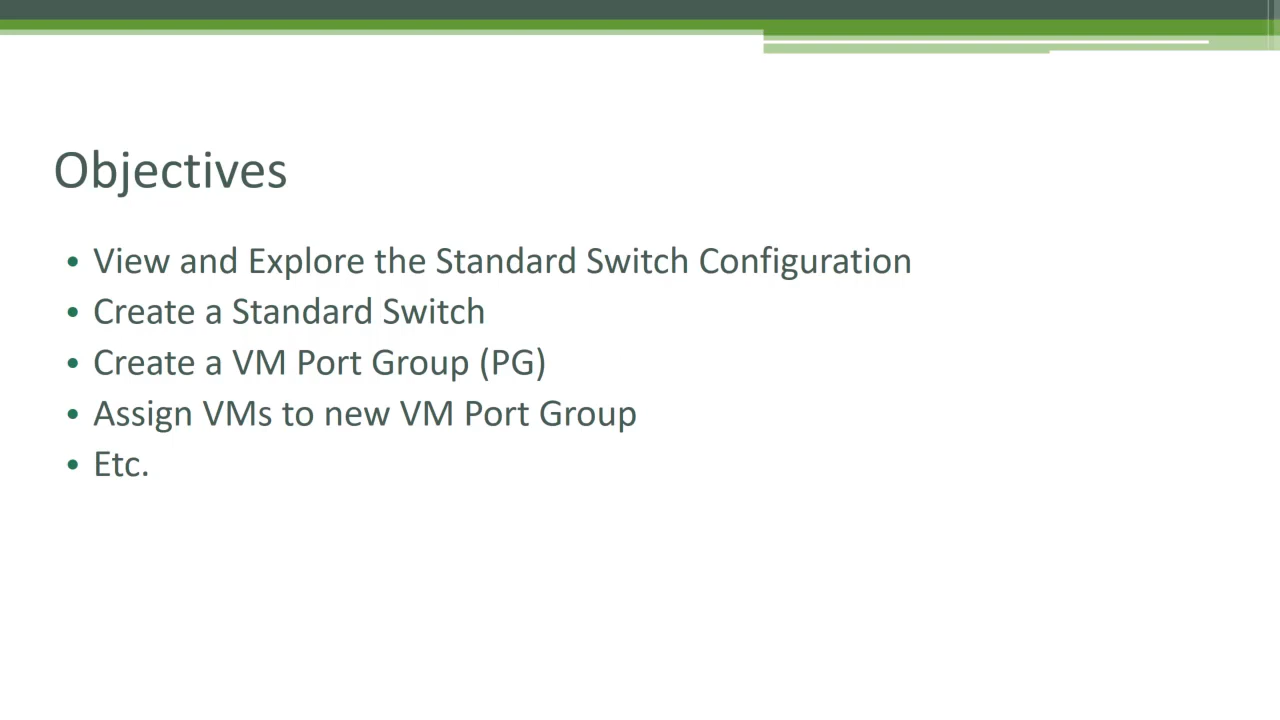 Objectives
• View and Explore the Standard Switch Configuration
• Create a Standard Switch
• Create a VM Port Group (PG)
• Assign VMs to new VM Port Group
• Etc.